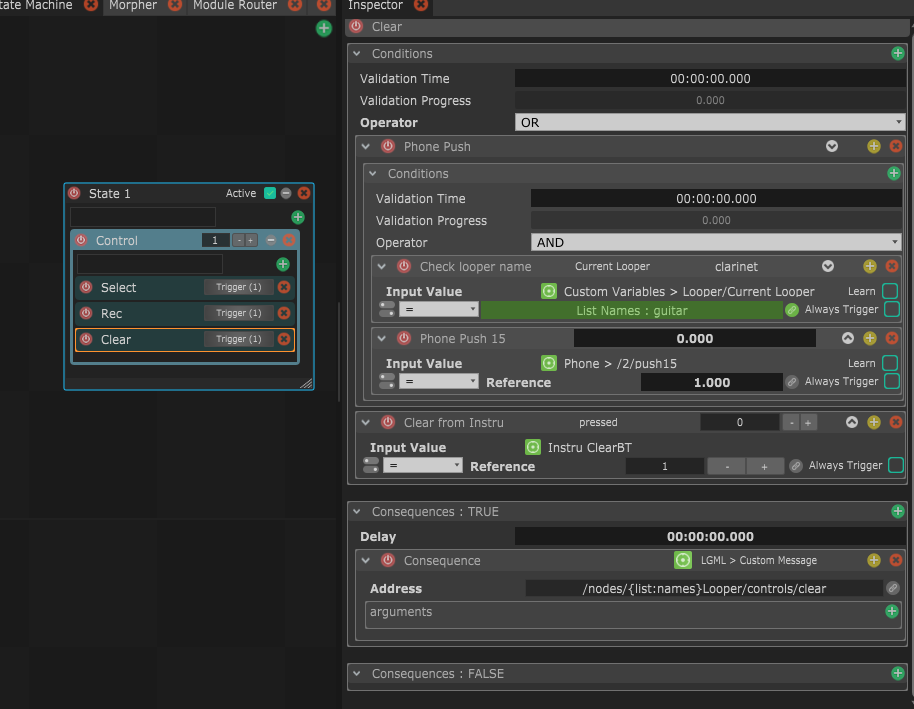 tate Machine
Morpher
Module Router
State 1
Active
Control
1
- +
Select
Trigger (1)
Rec
Trigger (1)
Clear
Trigger (1)
Inspector
Clear
Conditions
Validation Time
00:00:00.000
Validation Progress
0.000
Operator
OR
Phone Push
Conditions
Validation Time
00:00:00.000
Validation Progress
0.000
Operator
AND
Check looper name
Current Looper
clarinet
Input Value
Custom Variables > Looper/Current Looper
Learn
=
List Names : guitar
Always Trigger
Phone Push 15
0.000
Input Value
Phone > /2/push15
Learn
=
Reference
1.000
Always Trigger
Clear from Instru
pressed
0
- +
Input Value
Instru ClearBT
=
Reference
1
- +
Always Trigger
Consequences : TRUE
Delay
00:00:00.000
Consequence
LGML > Custom Message
Address
/nodes/{list:names}Looper/controls/clear
arguments
Consequences : FALSE